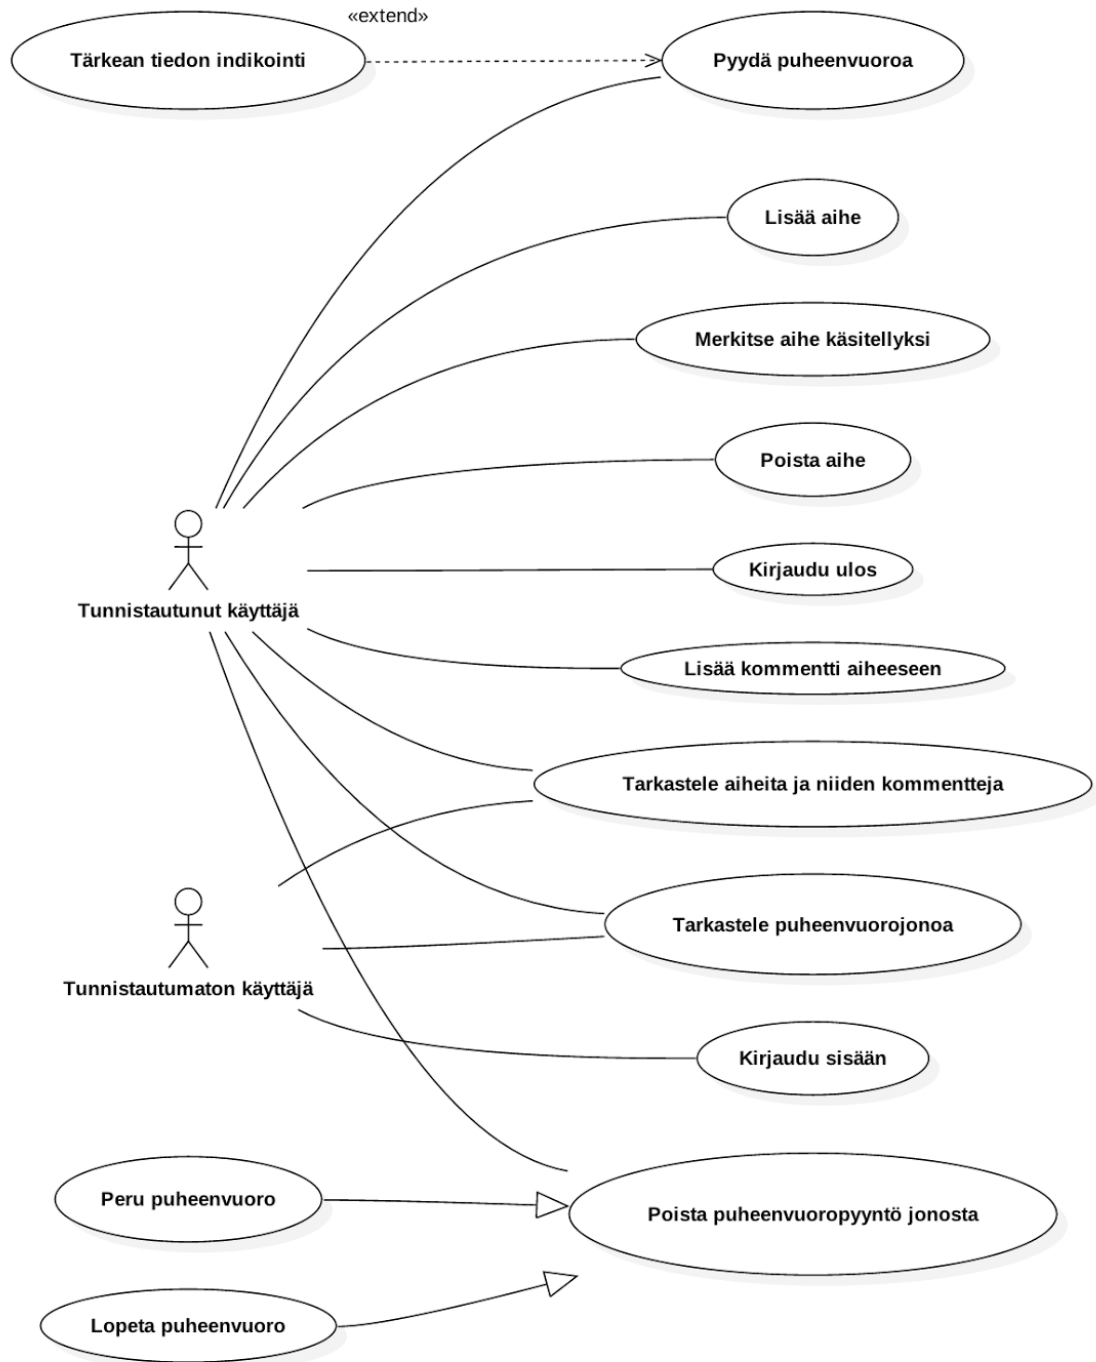 «extend»
Tärkean tiedon indikointi
Pyydä puheenvuoroa
Lisää aihe
Merkitse aihe käsitellyksi
Poista aihe
Kirjaudu ulos
Tunnistautunut käyttäjä
Lisää kommentti aiheeseen
Tarkastele aiheita ja niiden kommentteja
Tarkastele puheenvuorojonoa
Tunnistautumaton käyttäjä
Kirjaudu sisään
Peru puheenvuoro
Poista puheenvuoropyyntö jonosta
Lopeta puheenvuoro